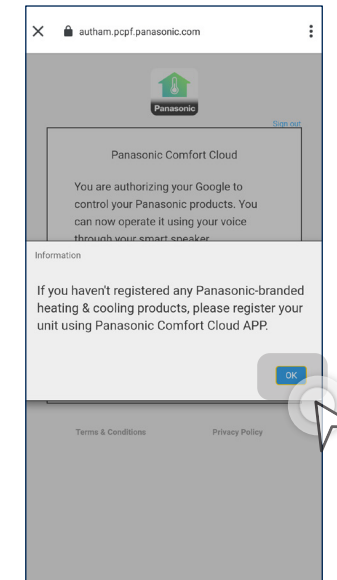 autham.pcpf.panasonic.com
Panasonic
Sign out
Panasonic Comfort Cloud
You are authorizing your Google to
control your Panasonic products. You
can now operate it using your voice
through your smart speaker
Information
If you haven't registered any Panasonic-branded
heating & cooling products, please register your
unit using Panasonic Comfort Cloud APP.
OK
Terms & Conditions Privacy Policy